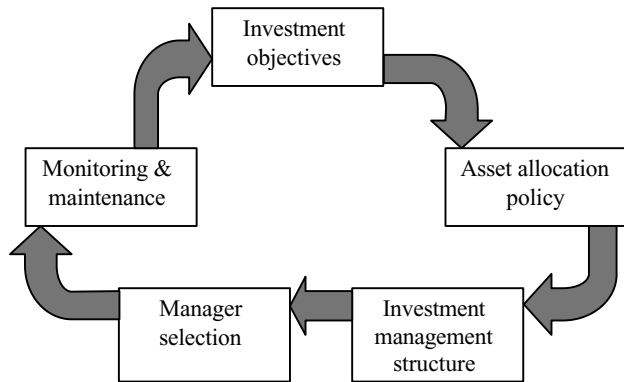 Investment
objectives
Monitoring &
maintenance
Asset allocation
policy
Manager
selection
Investment
management
structure